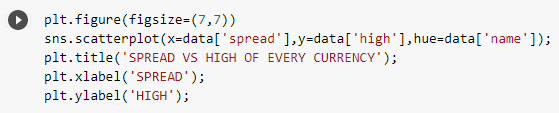 plt.figure(figsize=(7,7))
sns.scatterplot(x=data['spread'],y=data['high'],hue=data['name']);
plt.title('SPREAD VS HIGH OF EVERY CURRENCY');
plt.xlabel('SPREAD');
plt.ylabel('HIGH');